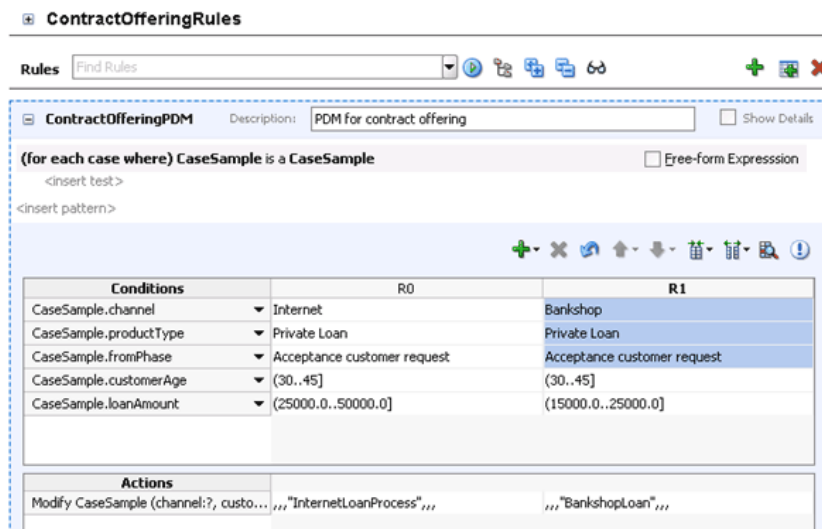 ContractOfferingRules
Rules Find Rules
ContractOfferingPDM Description: PDM for contract offering Show Details
(for each case where) CaseSample is a CaseSample Free-form Expresssion
<insert test>
<insert pattern>
Conditions R0 R1
CaseSample.channel Internet Bankshop
CaseSample.productType Private Loan Private Loan
CaseSample.fromPhase Acceptance customer request Acceptance customer request
CaseSample.customerAge (30..45] (30..45]
CaseSample.loanAmount (25000.0..50000.0] (15000.0..25000.0]
Actions
Modify CaseSample (channel:?, custo... ,,,"InternetLoanProcess",,, ,,,"BankshopLoan",,,